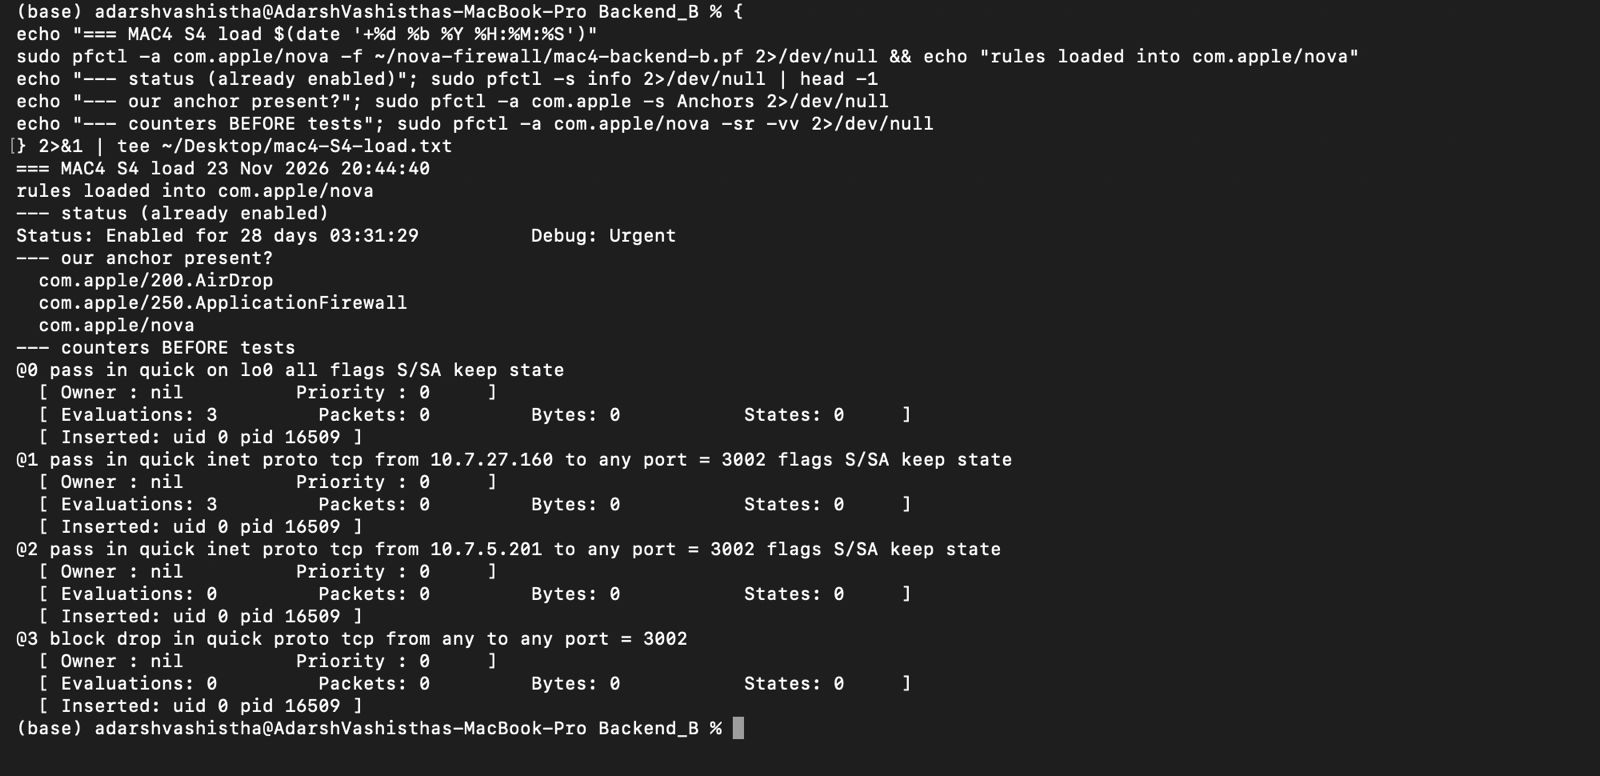 (base) adarshvashistha@AdarshVashisthas-MacBook-Pro Backend_B % {
echo "=== MAC4 S4 load $(date '+%d %b %Y %H:%M:%S')"
sudo pfctl -a com.apple/nova -f ~/nova-firewall/mac4-backend-b.pf 2>/dev/null && echo "rules loaded into com.apple/nova"
echo "--- status (already enabled)"; sudo pfctl -s info 2>/dev/null | head -1
echo "--- our anchor present?"; sudo pfctl -a com.apple -s Anchors 2>/dev/null
echo "--- counters BEFORE tests"; sudo pfctl -a com.apple/nova -sr -vv 2>/dev/null
[} 2>&1 | tee ~/Desktop/mac4-S4-load.txt
=== MAC4 S4 load 23 Nov 2026 20:44:40
rules loaded into com.apple/nova
--- status (already enabled)
Status: Enabled for 28 days 03:31:29          Debug: Urgent
--- our anchor present?
  com.apple/200.AirDrop
  com.apple/250.ApplicationFirewall
  com.apple/nova
--- counters BEFORE tests
@0 pass in quick on lo0 all flags S/SA keep state
  [ Owner : nil          Priority : 0     ]
  [ Evaluations: 3         Packets: 0         Bytes: 0           States: 0     ]
  [ Inserted: uid 0 pid 16509 ]
@1 pass in quick inet proto tcp from 10.7.27.160 to any port = 3002 flags S/SA keep state
  [ Owner : nil          Priority : 0     ]
  [ Evaluations: 3         Packets: 0         Bytes: 0           States: 0     ]
  [ Inserted: uid 0 pid 16509 ]
@2 pass in quick inet proto tcp from 10.7.5.201 to any port = 3002 flags S/SA keep state
  [ Owner : nil          Priority : 0     ]
  [ Evaluations: 0         Packets: 0         Bytes: 0           States: 0     ]
  [ Inserted: uid 0 pid 16509 ]
@3 block drop in quick proto tcp from any to any port = 3002
  [ Owner : nil          Priority : 0     ]
  [ Evaluations: 0         Packets: 0         Bytes: 0           States: 0     ]
  [ Inserted: uid 0 pid 16509 ]
(base) adarshvashistha@AdarshVashisthas-MacBook-Pro Backend_B %